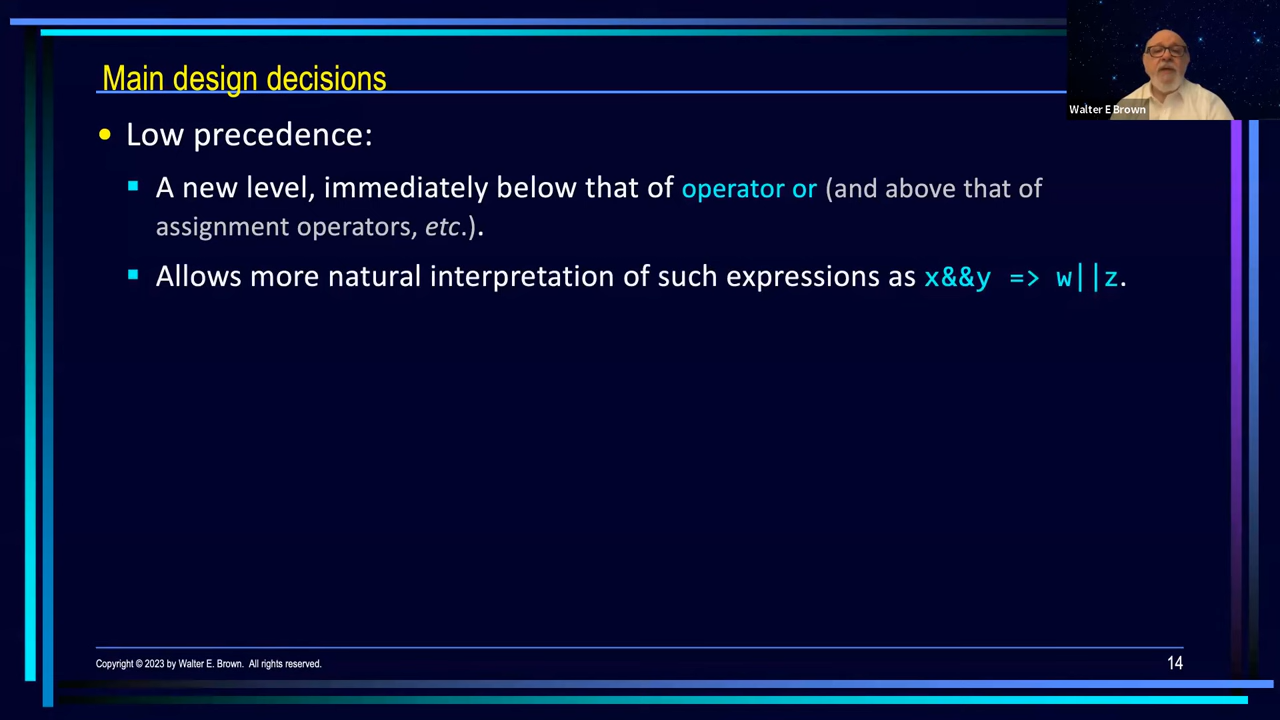 Main design decisions
Walter E Brown
• Low precedence:
▪ A new level, immediately below that of operator or (and above that of
assignment operators, etc.).
▪ Allows more natural interpretation of such expressions as x&&y => w||z.
Copyright © 2023 by Walter E. Brown. All rights reserved.
14